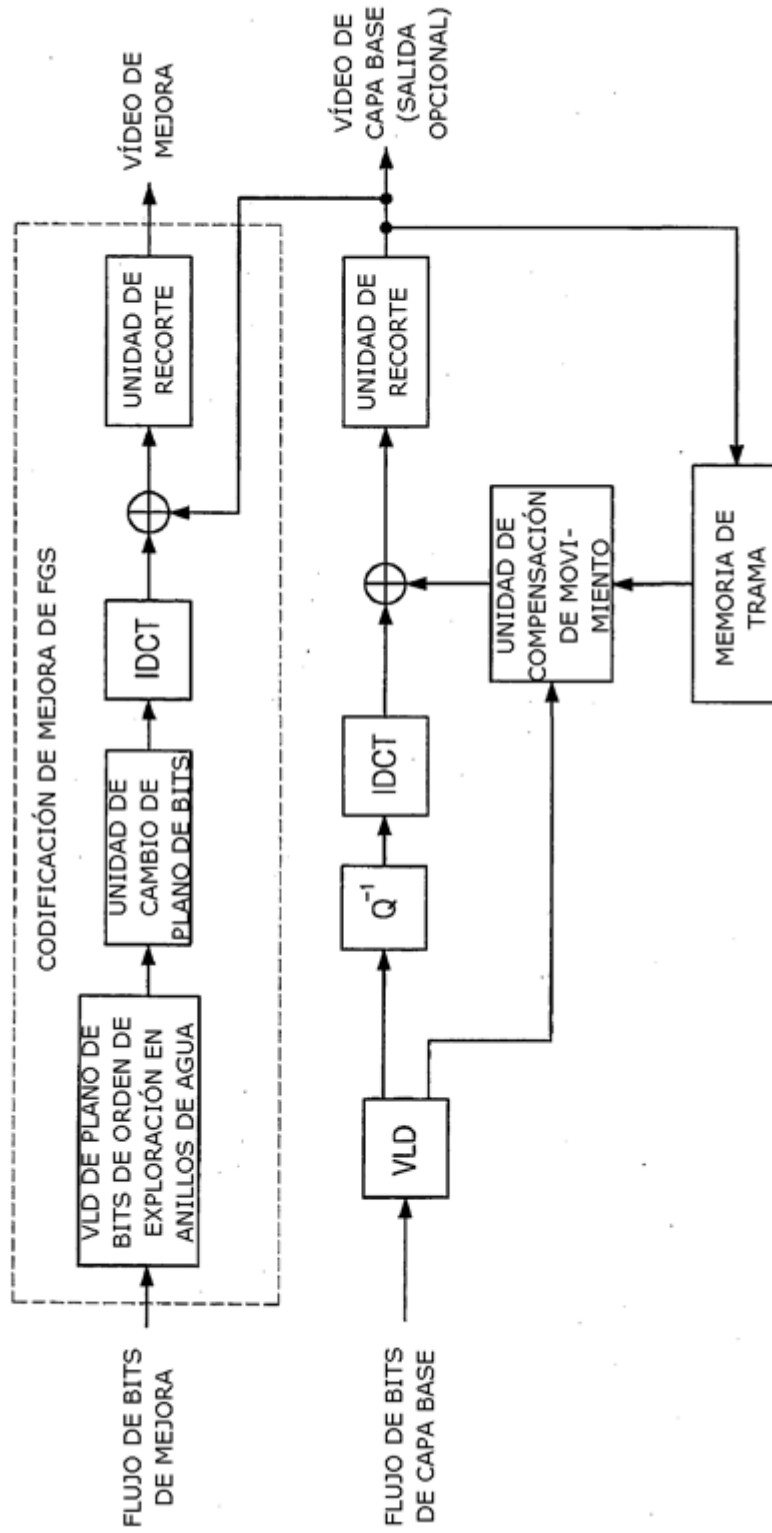 CODIFICACIÓN DE MEJORA DE FGS
FLUJO DE BITS
DE MEJORA
VLD DE PLANO DE
BITS DE ORDEN DE
EXPLORACIÓN EN
ANILLOS DE AGUA
UNIDAD DE
CAMBIO DE
PLANO DE BITS
IDCT
UNIDAD DE
RECORTE
VÍDEO DE
MEJORA
FLUJO DE BITS
DE CAPA BASE
VLD
Q⁻¹
IDCT
UNIDAD DE
RECORTE
VÍDEO DE
CAPA BASE
(SALIDA
OPCIONAL)
UNIDAD DE
COMPENSACIÓN
DE MOVI-
MIENTO
MEMORIA DE
TRAMA